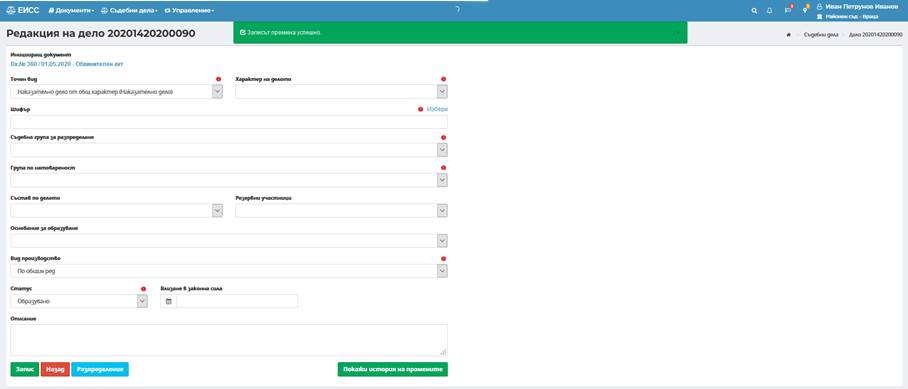 ЕИСС Документи Съдебни дела Управление Иван Петрунов Иванов
Районен съд - Враца
Редакция на дело 20201420200090
Записът премина успешно. ×
Съдебни дела Дело 20201420200090
Иницииращ документ
Вх.№ 360 / 01.05.2020 - Обвинителен акт
Точен вид Характер на делото
Наказателно дело от общ характер (Наказателно дело)
Шифър Избери
Съдебна група за разпределяне
Група по натовареност
Състав по делото Резервни участници
Основание за образуване
Вид производство
По общия ред
Статус Влизане в законна сила
Образувано
Описание
Запис Назад Разпределение Покажи история на промените